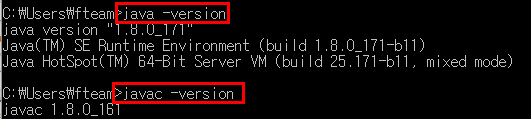 C:₩Users₩fteam>java -version
java version "1.8.0_171"
Java(TM) SE Runtime Environment (build 1.8.0_171-b11)
Java HotSpot(TM) 64-Bit Server VM (build 25.171-b11, mixed mode)
C:₩Users₩fteam>javac -version
javac 1.8.0_161